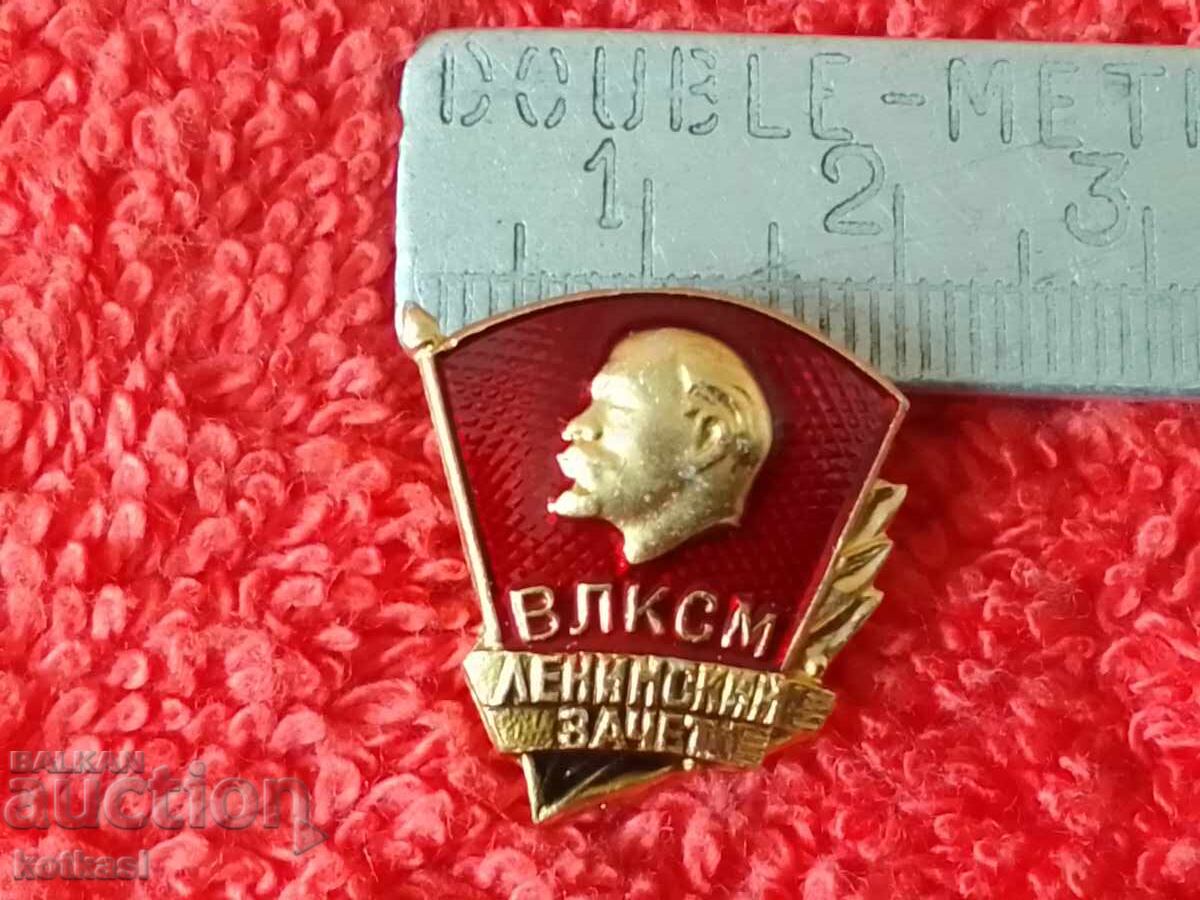 DOUBLE-METI
1 2 3
ВЛКСМ
ЛЕНИНСКИЙ
ЗАЧЕТ
BALKAN
auction
kotkasl